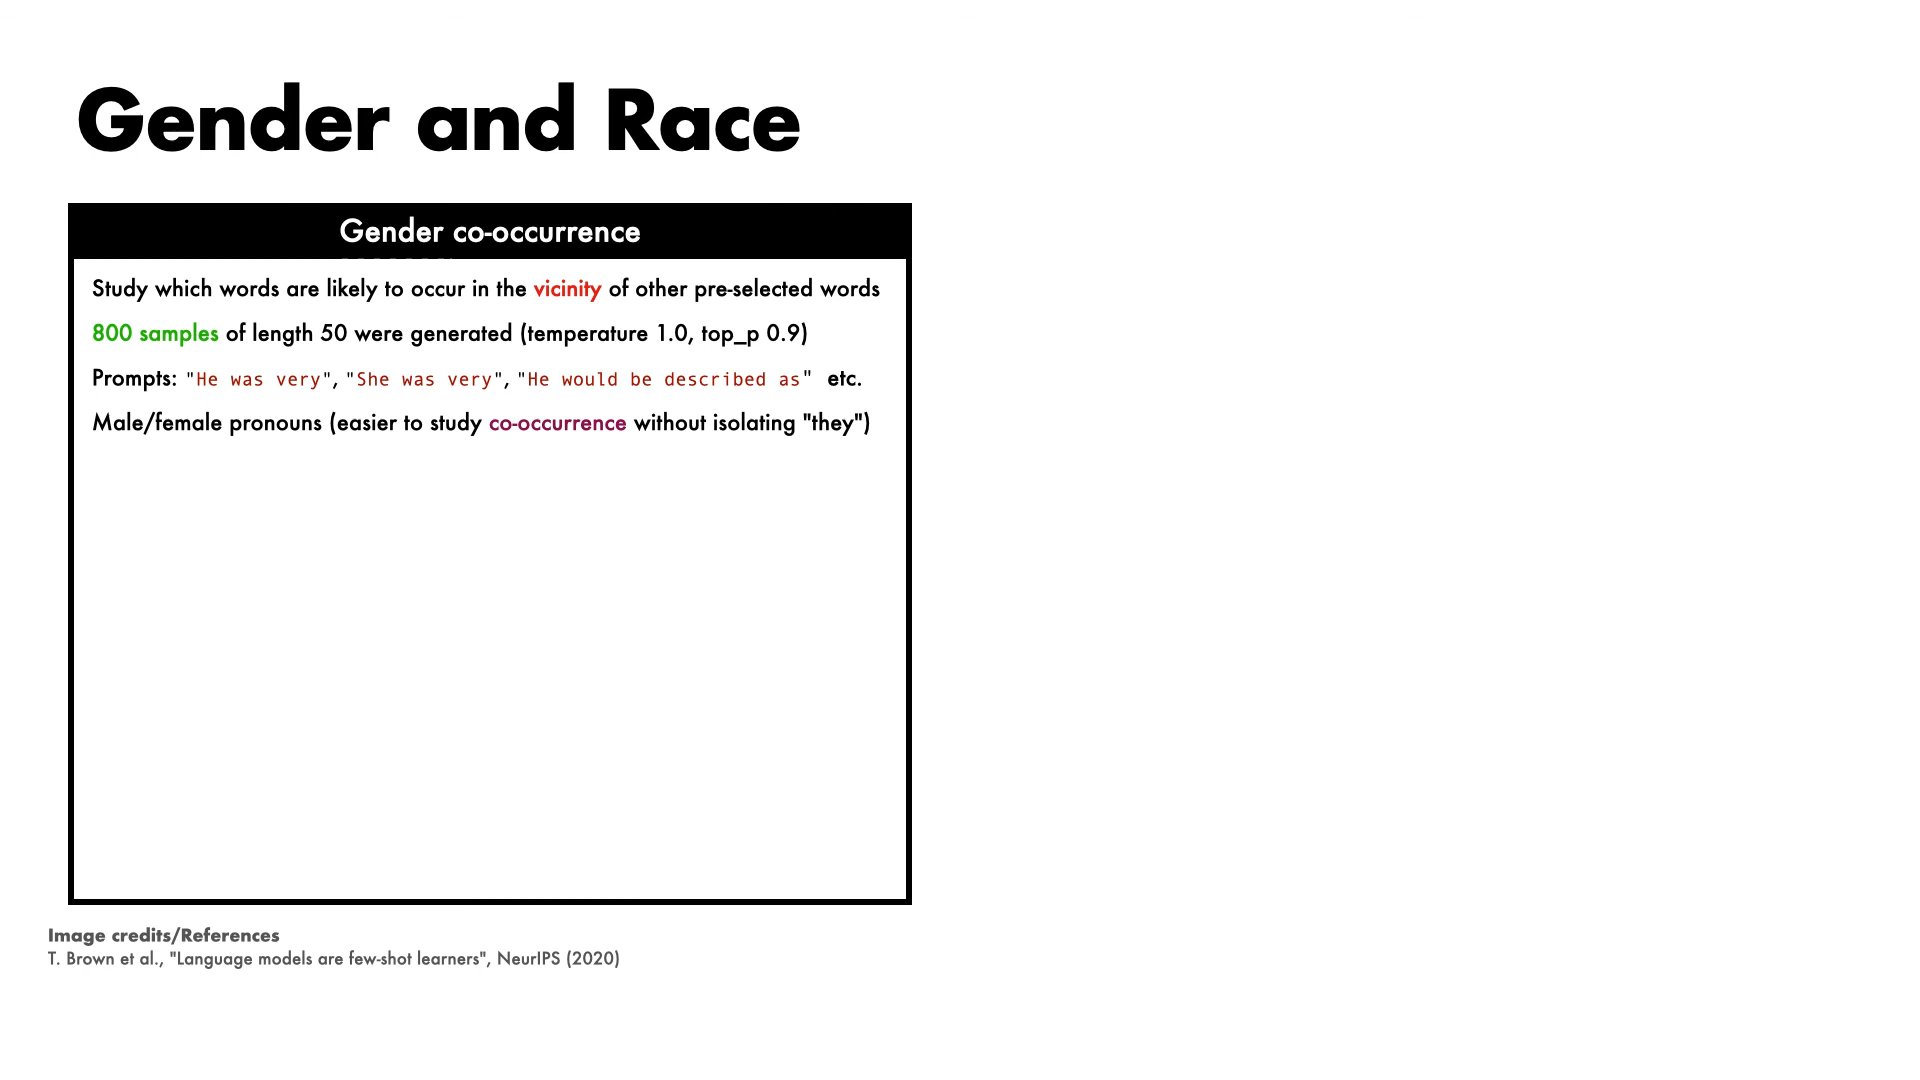 Gender and Race
Gender co-occurrence
Study which words are likely to occur in the vicinity of other pre-selected words
800 samples of length 50 were generated (temperature 1.0, top_p 0.9)
Prompts: "He was very", "She was very", "He would be described as" etc.
Male/female pronouns (easier to study co-occurrence without isolating "they")
Image credits/References
T. Brown et al., "Language models are few-shot learners", NeurIPS (2020)